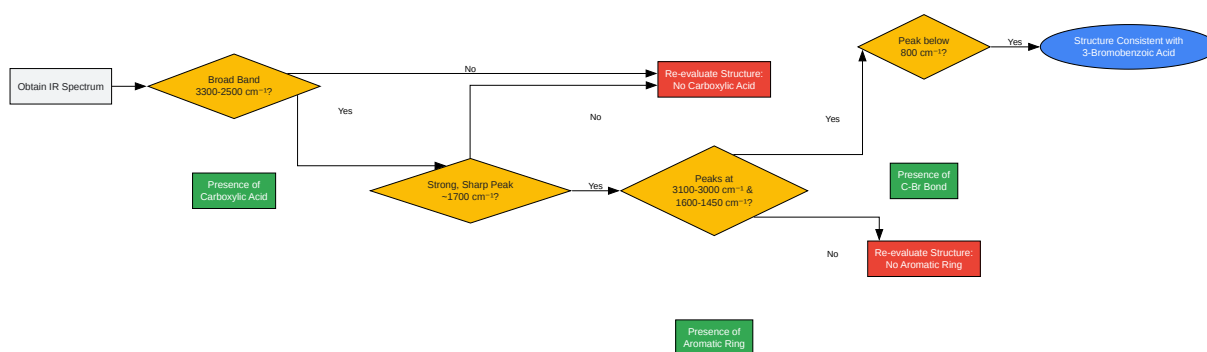 Obtain IR Spectrum
Broad Band
3300-2500 cm⁻¹?
No
Yes
Re-evaluate Structure:
No Carboxylic Acid
Presence of
Carboxylic Acid
Strong, Sharp Peak
~1700 cm⁻¹?
No
Yes
Peaks at
3100-3000 cm⁻¹ &
1600-1450 cm⁻¹?
Yes
No
Re-evaluate Structure:
No Aromatic Ring
Presence of
Aromatic Ring
Peak below
800 cm⁻¹?
Yes
Structure Consistent with
3-Bromobenzoic Acid
Presence of
C-Br Bond